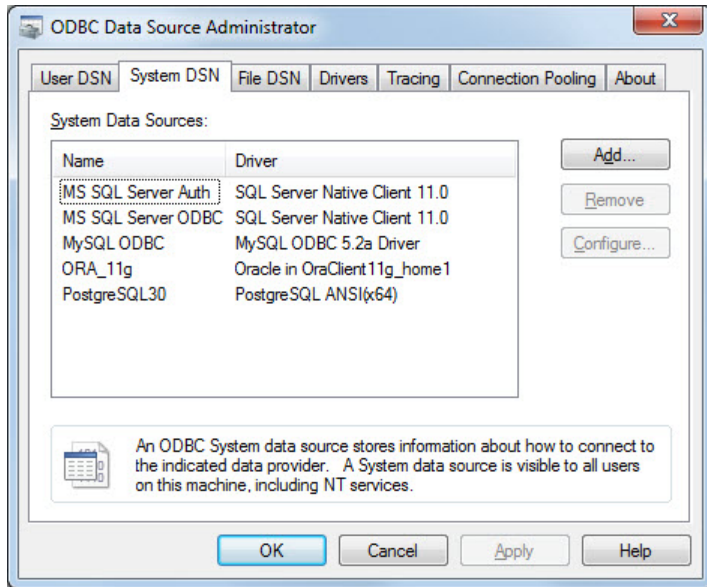 ODBC Data Source Administrator
User DSN System DSN File DSN Drivers Tracing Connection Pooling About
System Data Sources:
Name Driver
MS SQL Server Auth SQL Server Native Client 11.0
MS SQL Server ODBC SQL Server Native Client 11.0
MySQL ODBC MySQL ODBC 5.2a Driver
ORA_11g Oracle in OraClient11g_home1
PostgreSQL30 PostgreSQL ANSI(x64)
Add...
Remove
Configure...
An ODBC System data source stores information about how to connect to
the indicated data provider. A System data source is visible to all users
on this machine, including NT services.
OK Cancel Apply Help